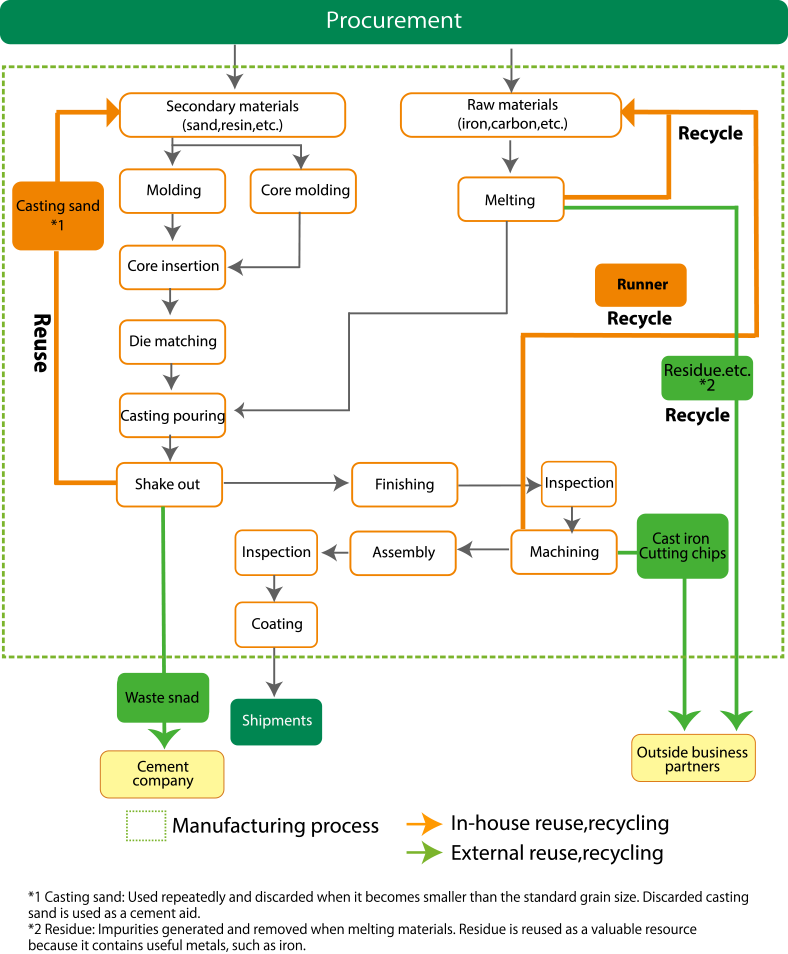 Procurement
Secondary materials
(sand,resin,etc.)
Raw materials
(iron,carbon,etc.)
Recycle
Molding
Core molding
Melting
Casting sand
*1
Core insertion
Runner
Recycle
Reuse
Die matching
Residue.etc.
*2
Recycle
Casting pouring
Shake out
Finishing
Inspection
Inspection
Assembly
Machining
Cast iron
Cutting chips
Coating
Waste snad
Shipments
Cement
company
Outside business
partners
Manufacturing process
In-house reuse,recycling
External reuse,recycling
*1 Casting sand: Used repeatedly and discarded when it becomes smaller than the standard grain size. Discarded casting
sand is used as a cement aid.
*2 Residue: Impurities generated and removed when melting materials. Residue is reused as a valuable resource
because it contains useful metals, such as iron.